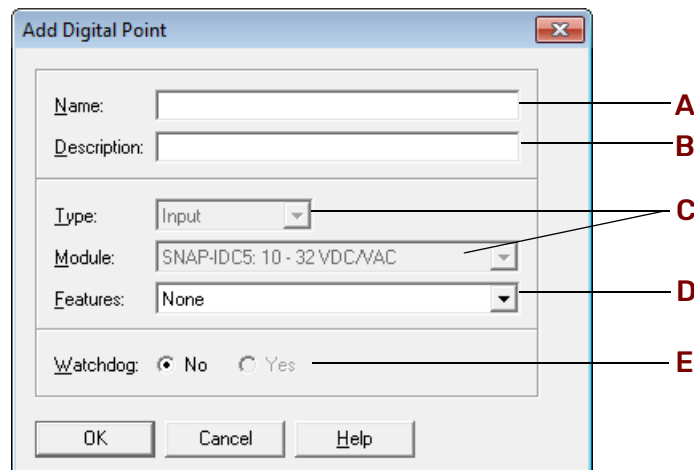 Add Digital Point
Name: A
Description: B
Type: Input C
Module: SNAP-IDC5: 10 - 32 VDC/VAC
Features: None D
Watchdog: No Yes E
OK Cancel Help